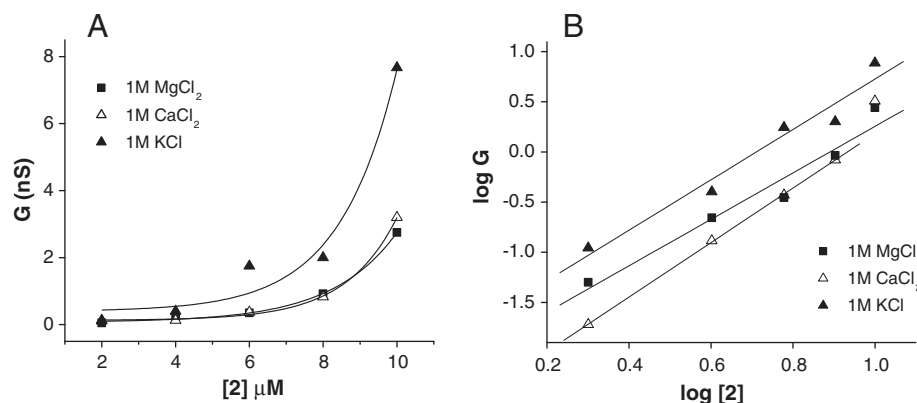 A
G (nS)
8
6
4
2
0
1M MgCl₂
1M CaCl₂
1M KCl
2 4 6 8 10
[2] μM
B
log G
1.0
0.5
0.0
-0.5
-1.0
-1.5
1M MgCl
1M CaCl₂
1M KCl
0.2 0.4 0.6 0.8 1.0
log [2]